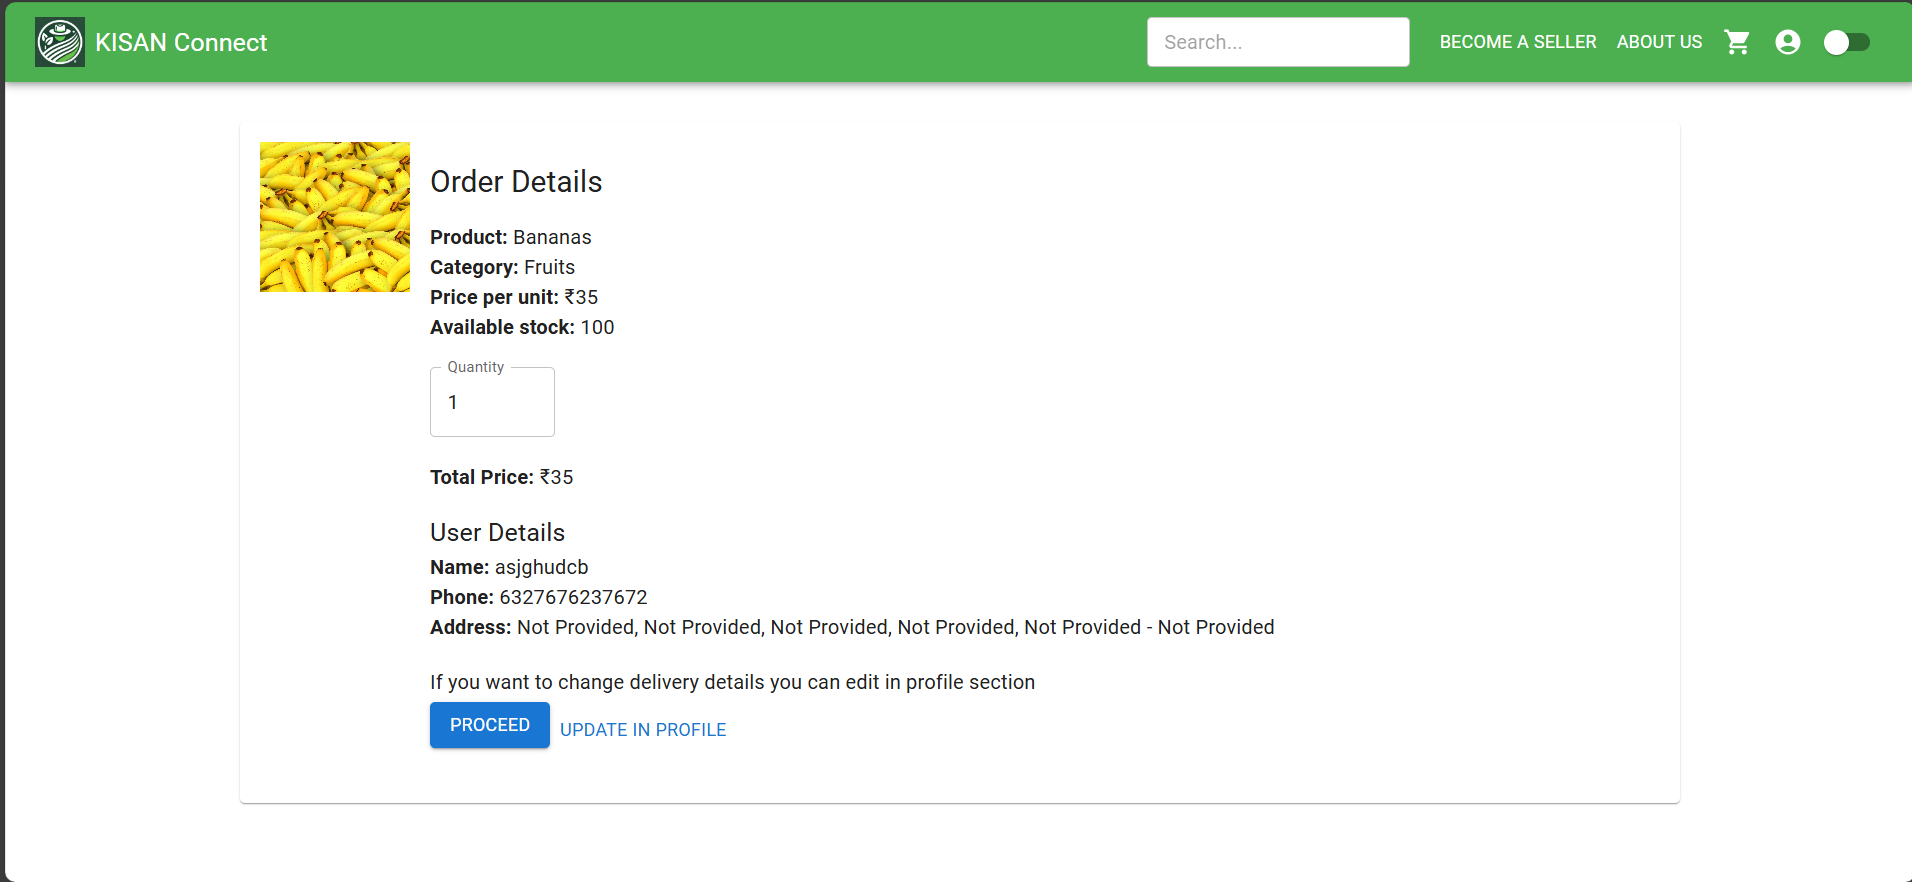 KISAN Connect
Search...
BECOME A SELLER
ABOUT US
Order Details
Product: Bananas
Category: Fruits
Price per unit: ₹35
Available stock: 100
Quantity
1
Total Price: ₹35
User Details
Name: asjghudcb
Phone: 6327676237672
Address: Not Provided, Not Provided, Not Provided, Not Provided, Not Provided - Not Provided
If you want to change delivery details you can edit in profile section
PROCEED
UPDATE IN PROFILE